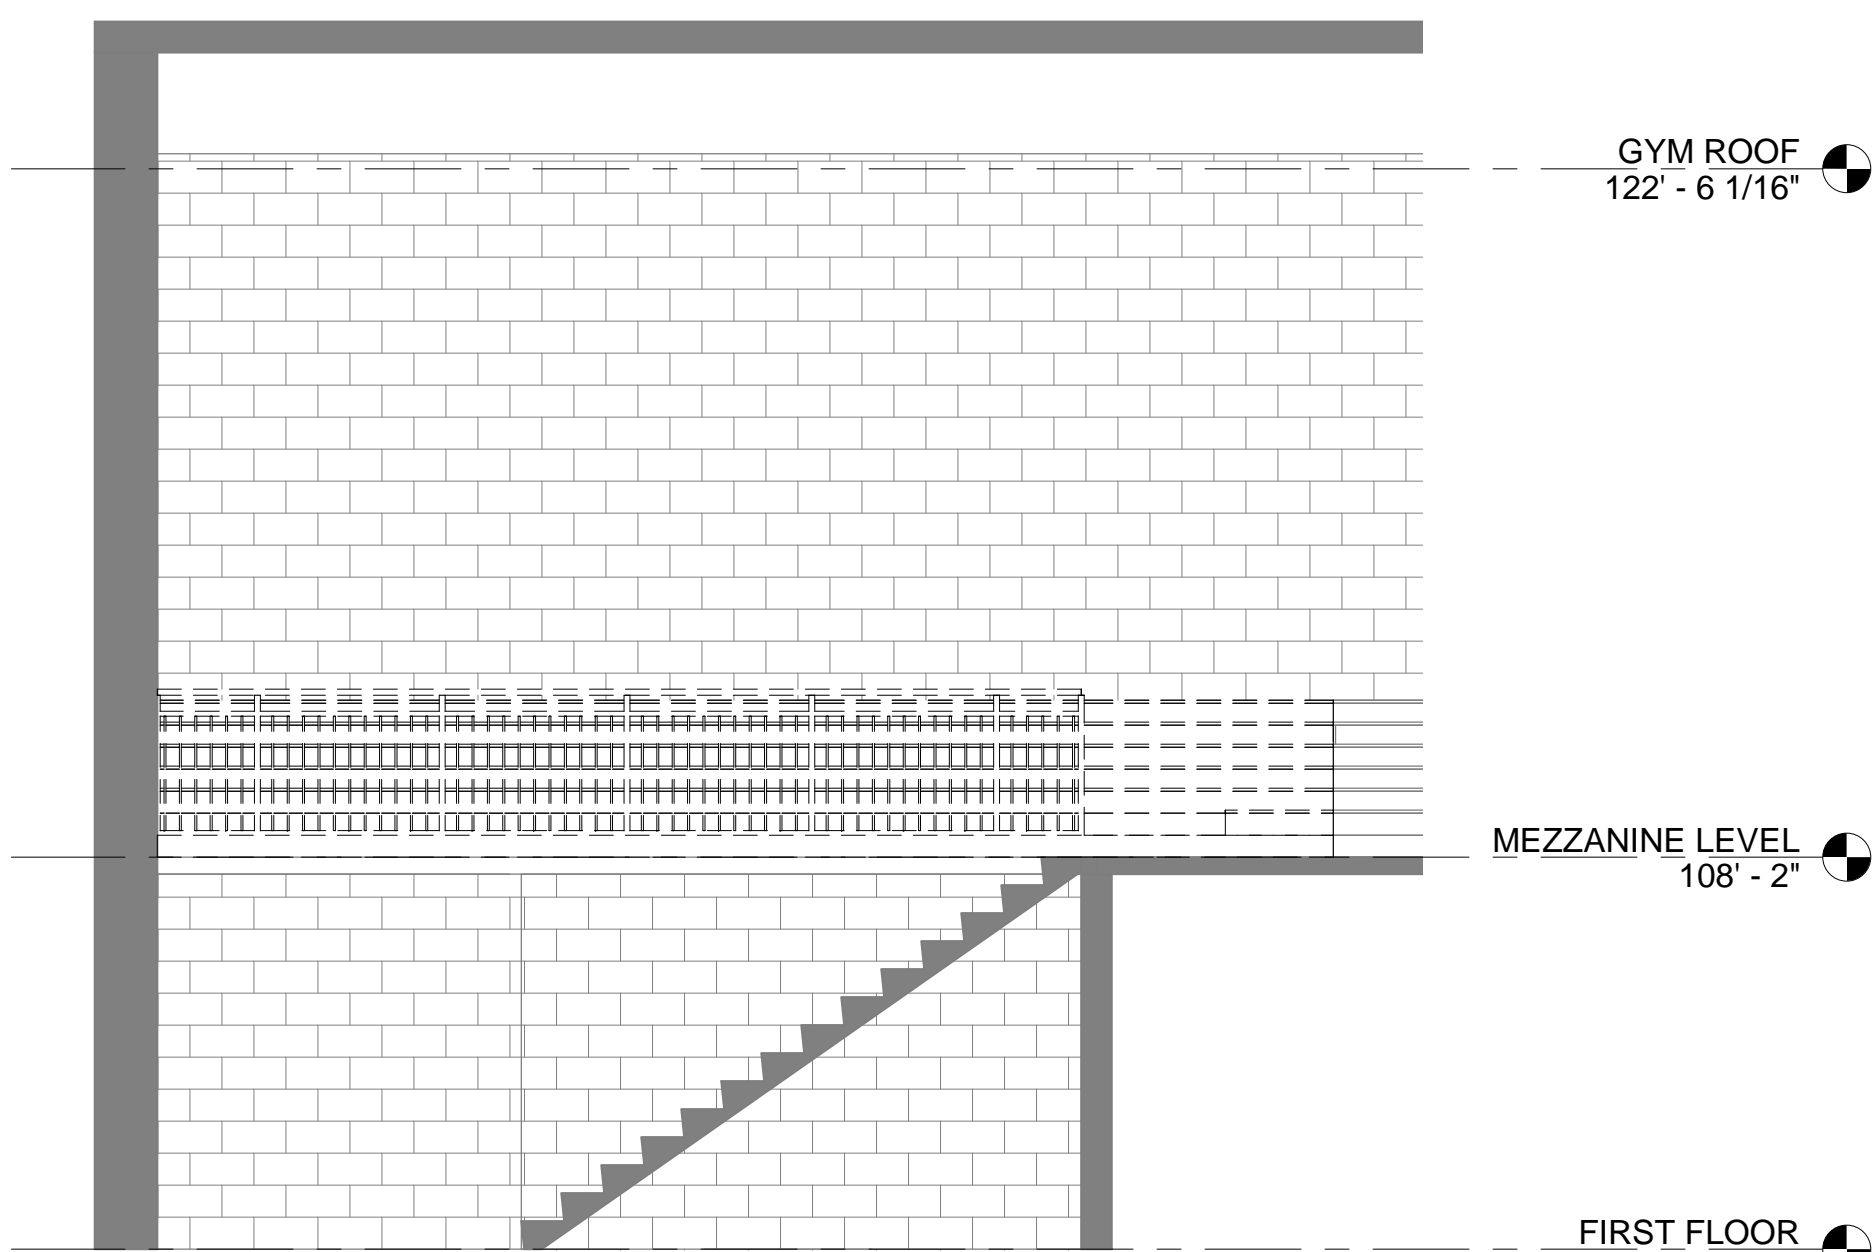 GYM ROOF
122' - 6 1/16"
MEZZANINE LEVEL
108' - 2"
FIRST FLOOR